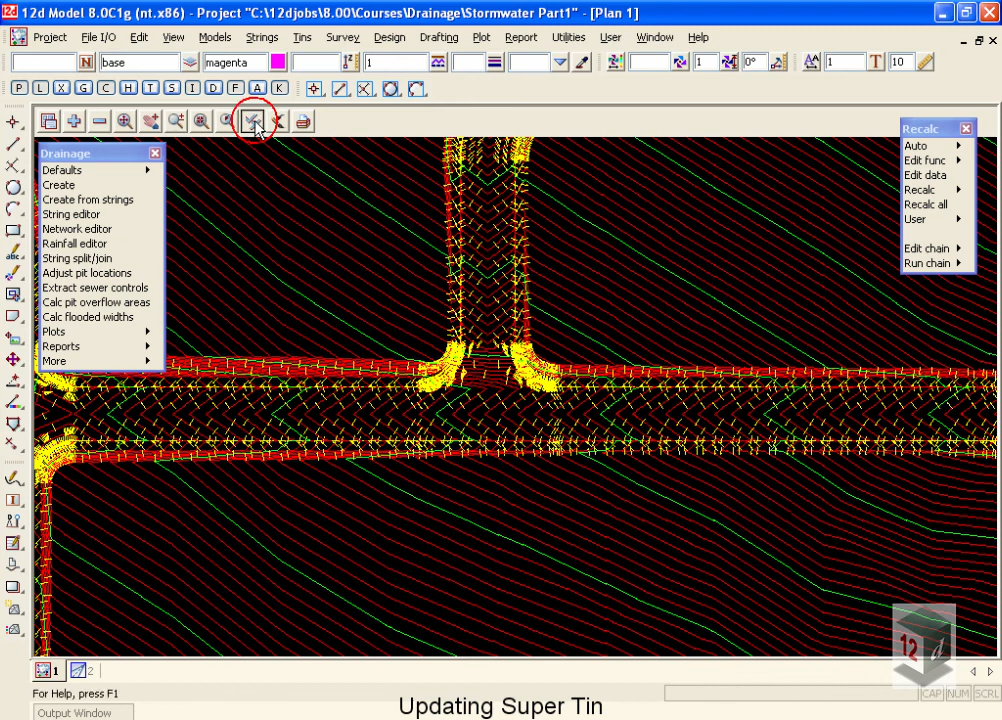 12d Model 8.0C1g (nt.x86) - Project "C:\12djobs\8.00\Courses\Drainage\Stormwater Part1" - [Plan 1]
Project File I/O Edit View Models Strings Tins Survey Design Drafting Plot Report Utilities User Window Help
N base magenta 1 1 0° 1 T 10
P L X G C H T S I D F A K
Drainage
Defaults
Create
Create from strings
String editor
Network editor
Rainfall editor
String split/join
Adjust pit locations
Extract sewer controls
Calc pit overflow areas
Calc flooded widths
Plots
Reports
More
Recalc
Auto
Edit func
Edit data
Recalc
Recalc all
User
Edit chain
Run chain
abc
12 d
1 2
For Help, press F1
CAP NUM SCRL
Output Window
Updating Super Tin